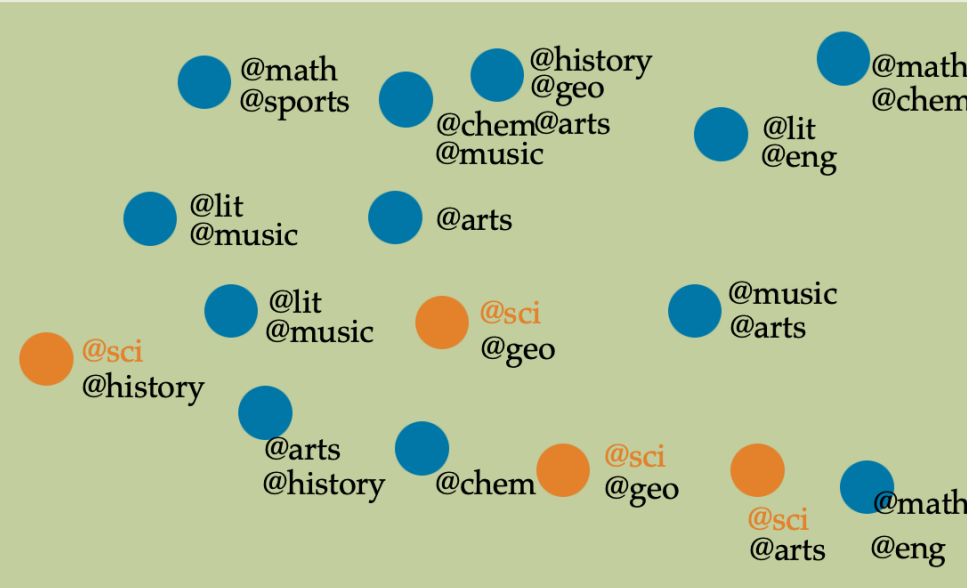 @math
@sports
@chem
@music
@history
@geo
@arts
@math
@chem
@lit
@eng
@lit
@music
@arts
@lit
@music
@sci
@geo
@music
@arts
@sci
@history
@arts
@history
@chem
@sci
@geo
@sci
@arts
@math
@eng